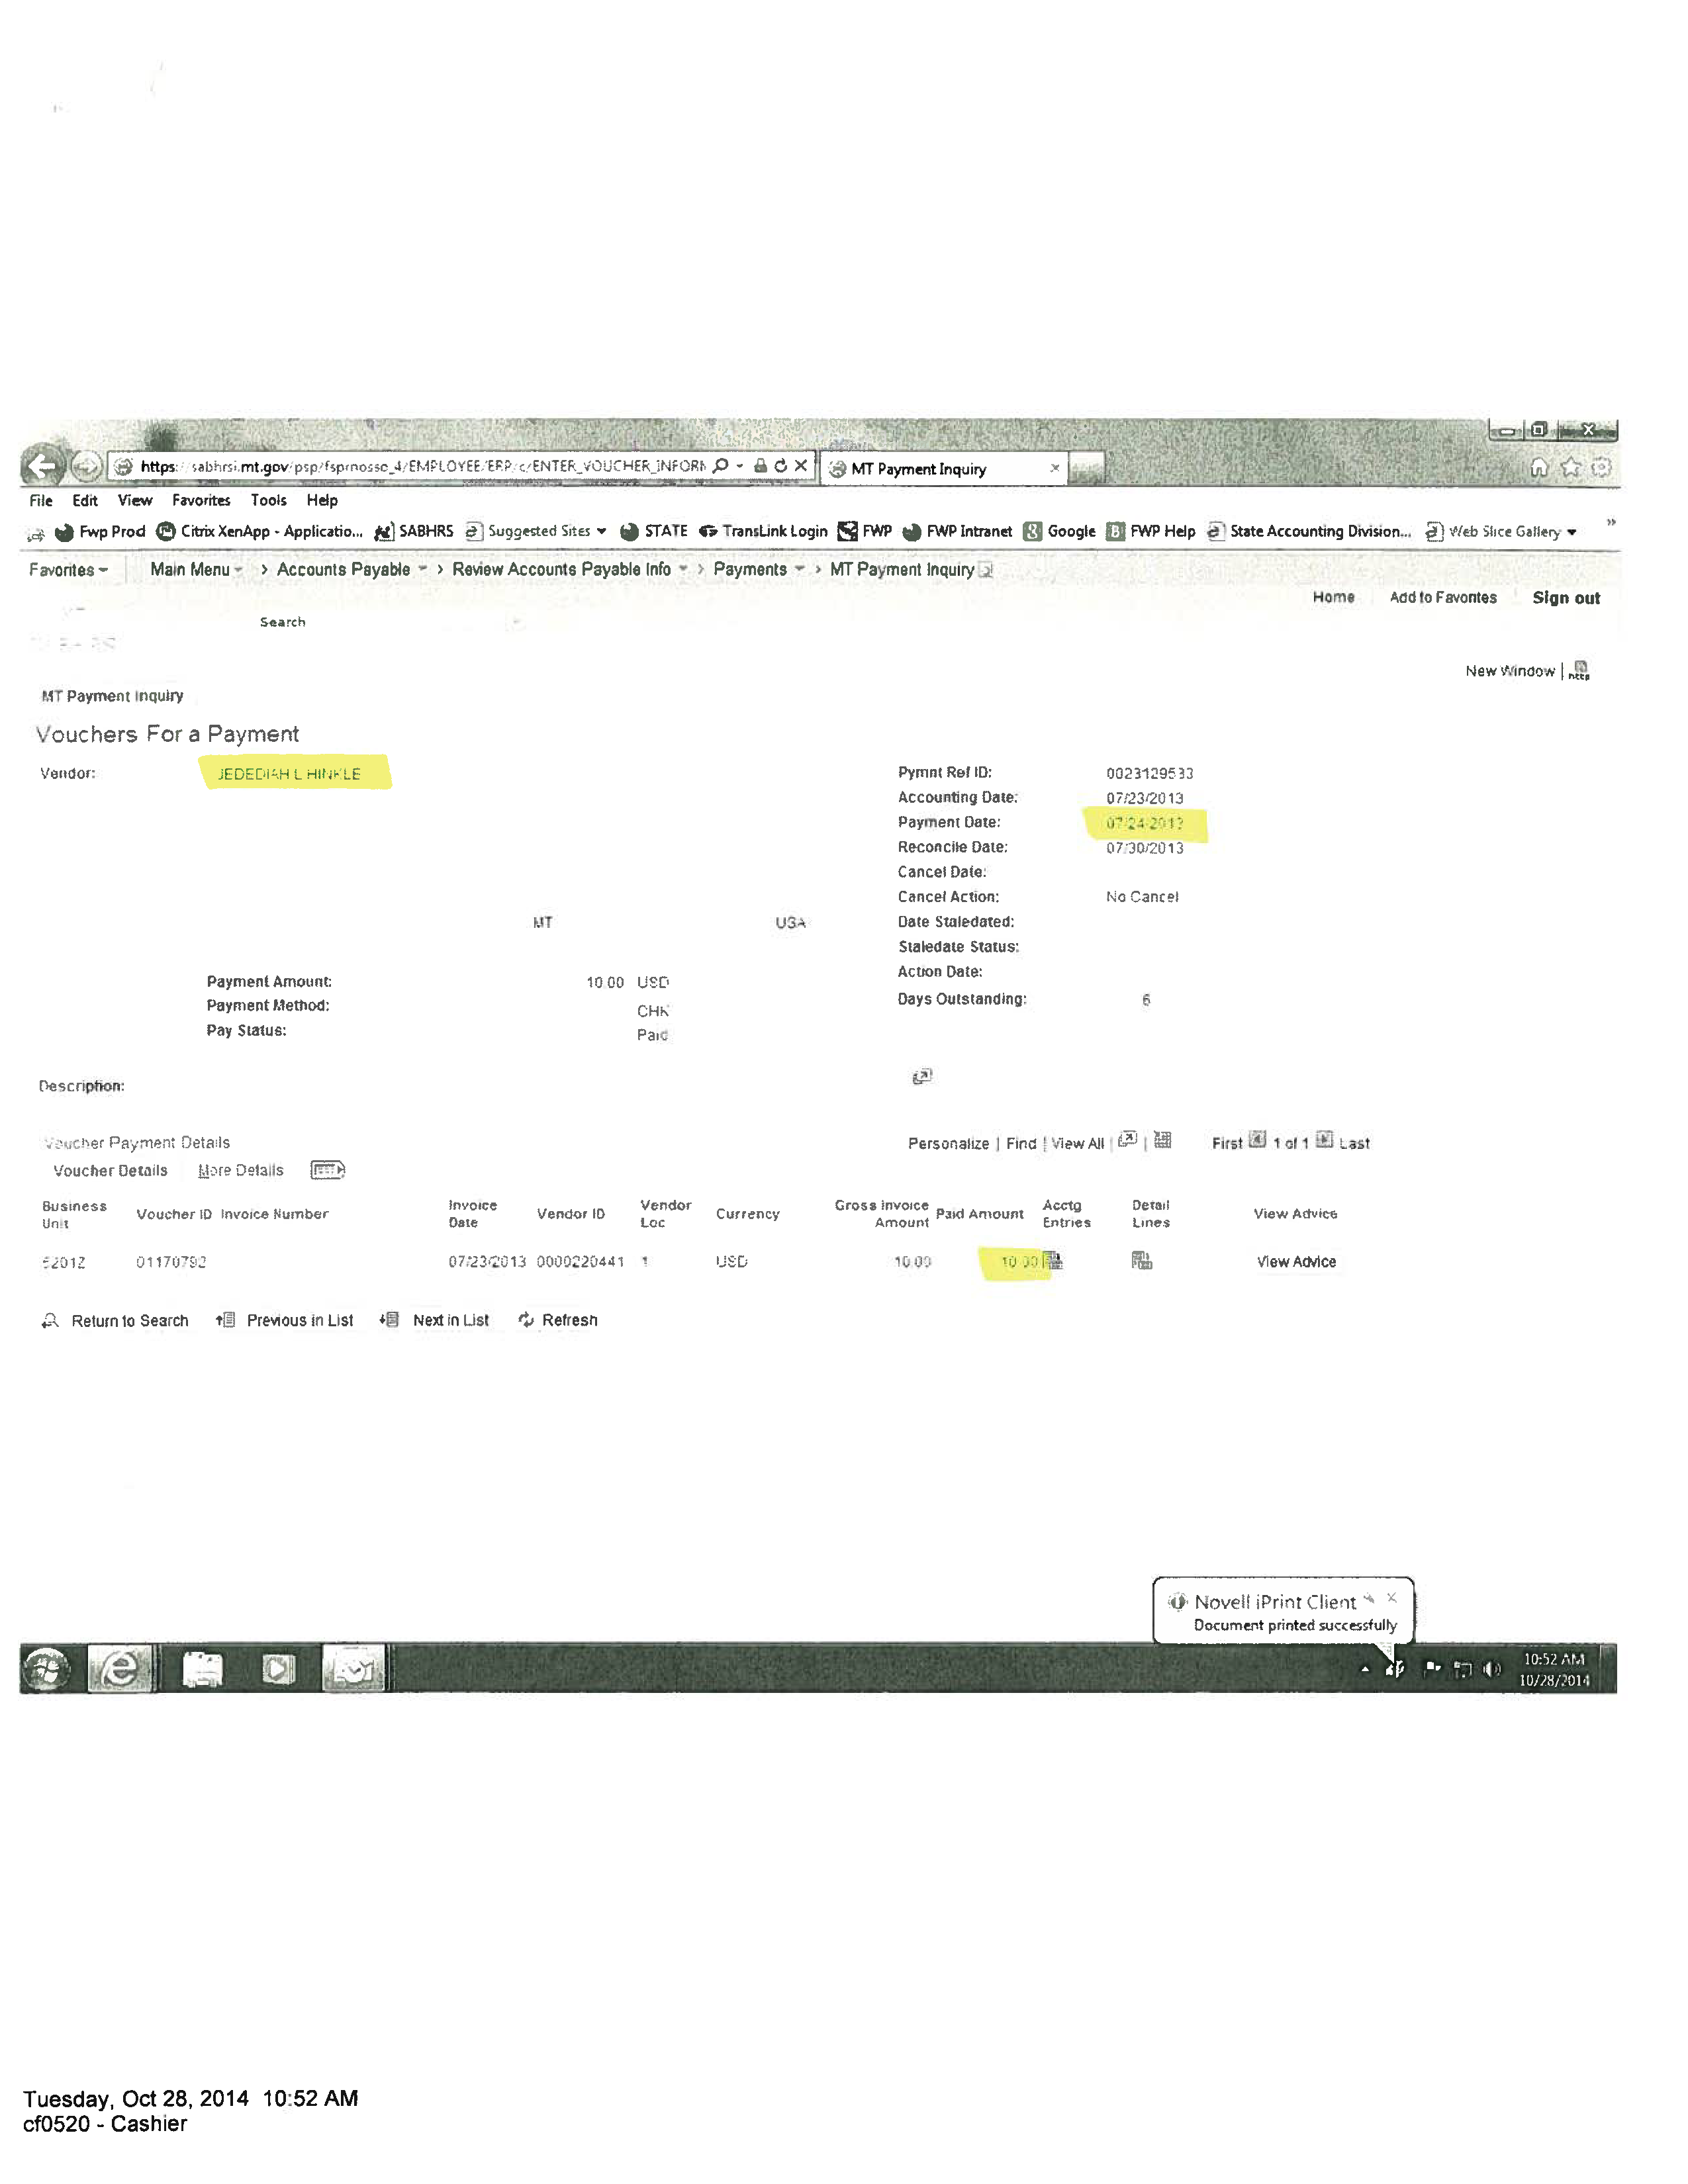 https: sabhrsi.mt.gov/psp/fsprnossc_4/EMPLOYEE/ERP/c/ENTER_VOUCHER_INFORM MT Payment Inquiry
File Edit View Favorites Tools Help
Fwp Prod Citrix XenApp - Applicatio... SABHRS Suggested Sites STATE TransLink Login FWP FWP Intranet Google FWP Help State Accounting Division... Web Slice Gallery »
Favorites Main Menu > Accounts Payable > Review Accounts Payable Info > Payments > MT Payment Inquiry
Home Add to Favorites Sign out
Search
New Window | http
MT Payment Inquiry
Vouchers For a Payment
Vendor: JEDEDIAH L HINKLE
Pymnt Ref ID: 0023129533
Accounting Date: 07/23/2013
Payment Date: 07/24/2013
Reconcile Date: 07/30/2013
Cancel Date:
Cancel Action: No Cancel
MT USA
Date Staledated:
Staledate Status:
Action Date:
Days Outstanding: 6
Payment Amount: 10.00 USD
Payment Method: CHK
Pay Status: Paid
Description:
Voucher Payment Details Personalize | Find | View All | | First 1 of 1 Last
Voucher Details More Details
Business Unit Voucher ID Invoice Number Invoice Date Vendor ID Vendor Loc Currency Gross Invoice Amount Paid Amount Acctg Entries Detail Lines View Advice
52012 01170792 07/23/2013 0000220441 1 USD 10.00 10.00 View Advice
Return to Search Previous in List Next in List Refresh
Novell iPrint Client
Document printed successfully
10:52 AM
10/28/2014
Tuesday, Oct 28, 2014 10:52 AM
cf0520 - Cashier